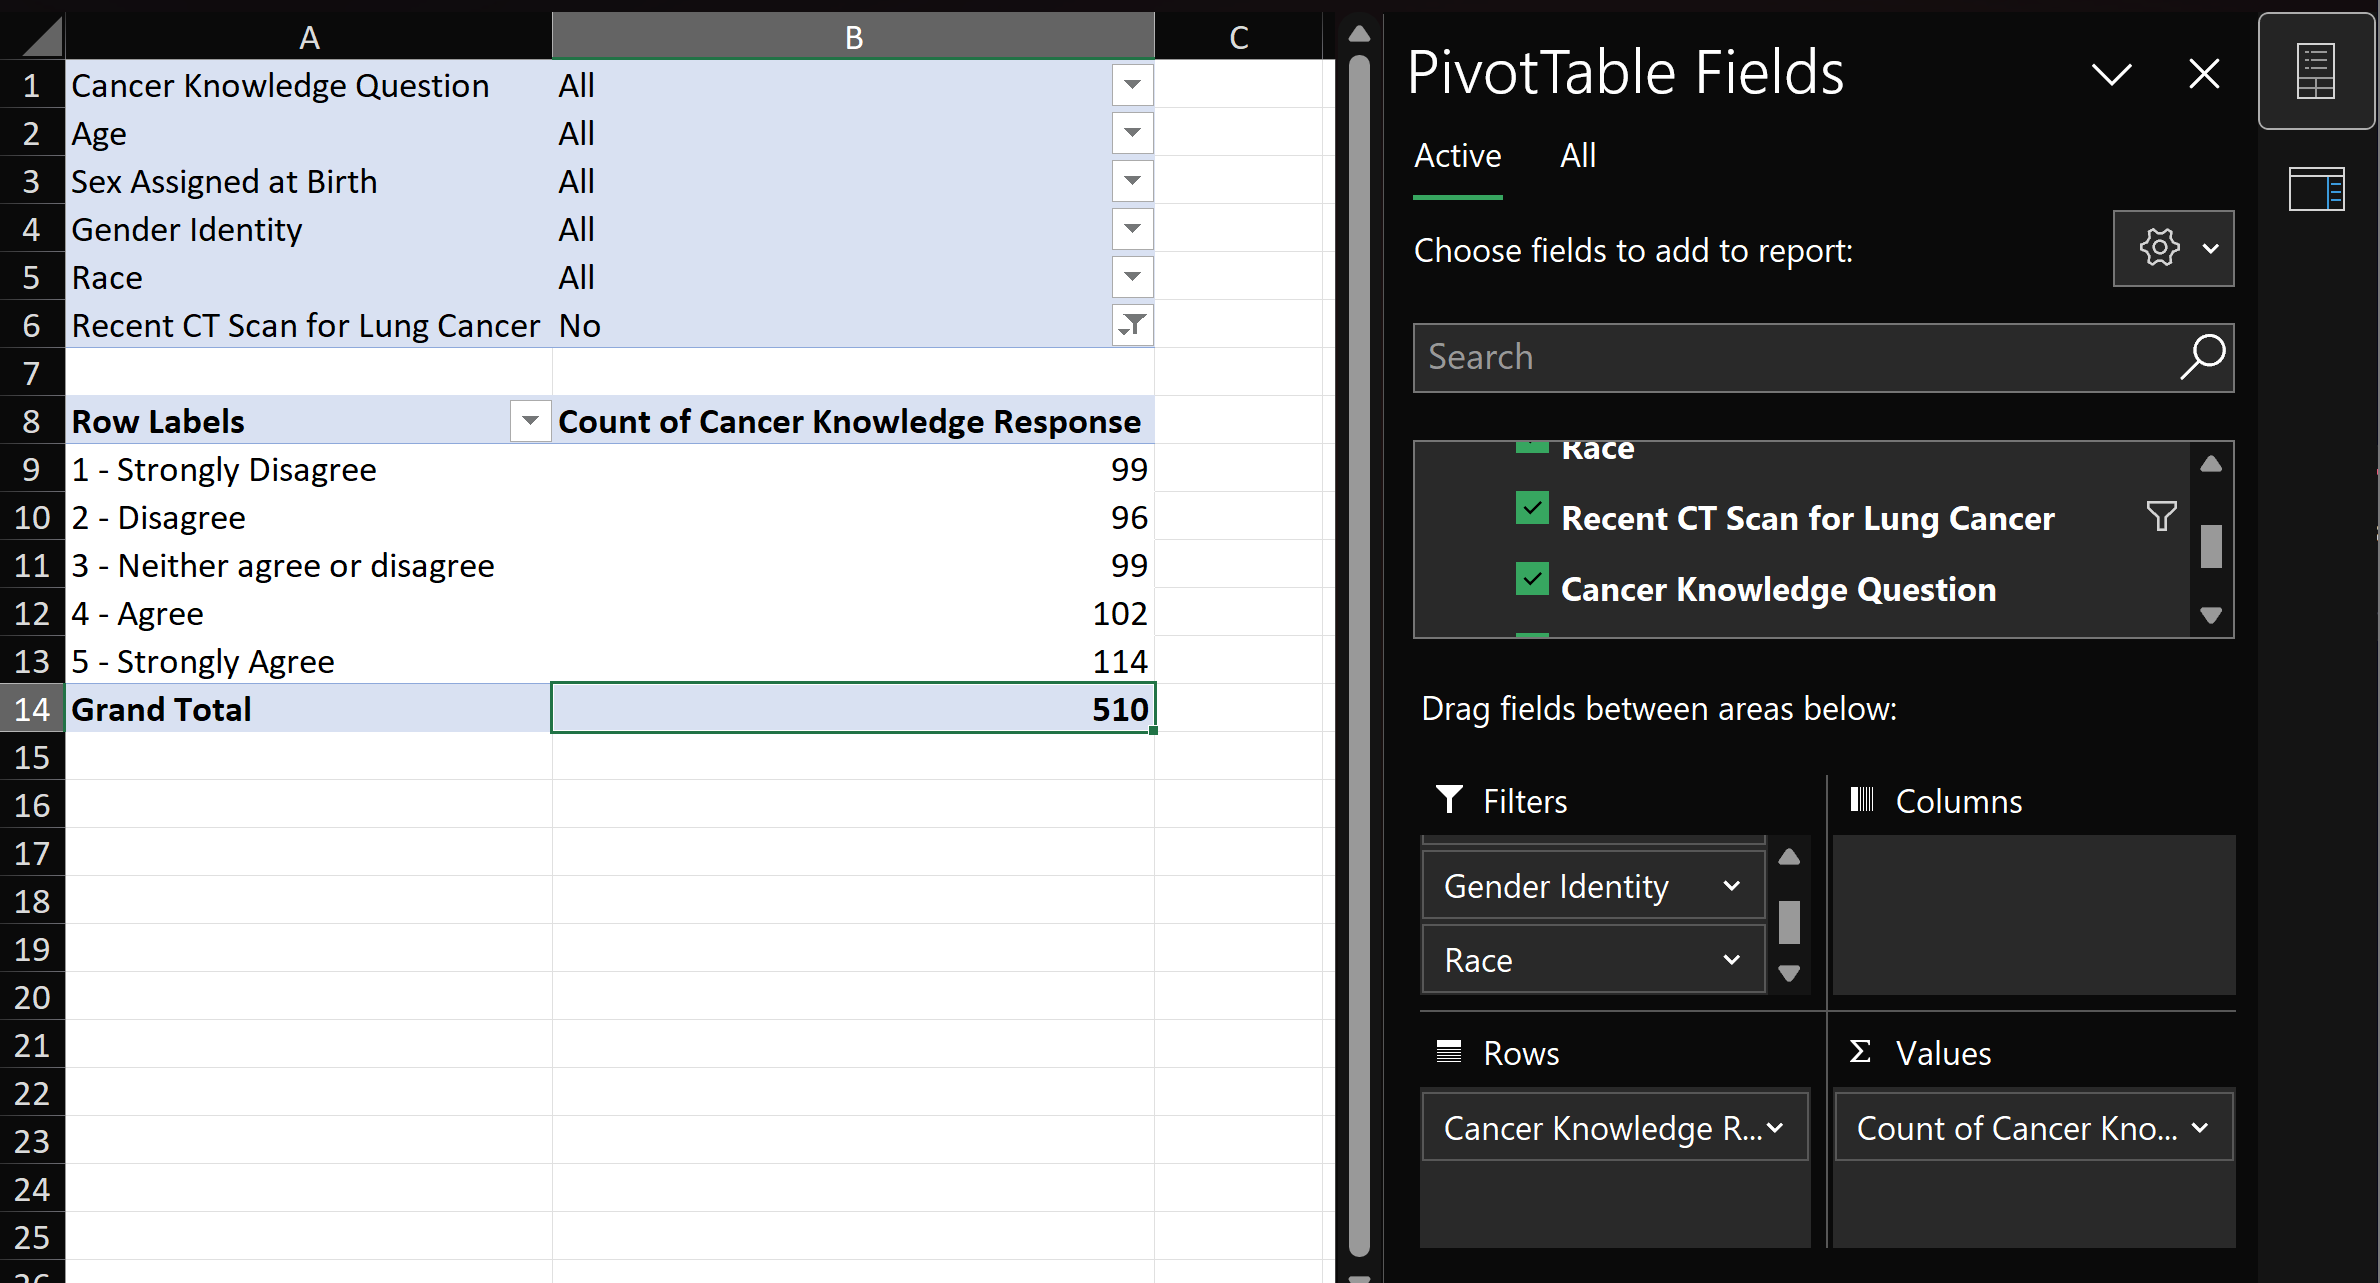 A B C
1 Cancer Knowledge Question All
2 Age All
3 Sex Assigned at Birth All
4 Gender Identity All
5 Race All
6 Recent CT Scan for Lung Cancer No
7
8 Row Labels Count of Cancer Knowledge Response
9 1 - Strongly Disagree 99
10 2 - Disagree 96
11 3 - Neither agree or disagree 99
12 4 - Agree 102
13 5 - Strongly Agree 114
14 Grand Total 510
15
16
17
18
19
20
21
22
23
24
25
26
PivotTable Fields
Active All
Choose fields to add to report:
Search
Race
Recent CT Scan for Lung Cancer
Cancer Knowledge Question
Drag fields between areas below:
Filters
Gender Identity
Race
Columns
Rows
Cancer Knowledge R...
Σ Values
Count of Cancer Kno...